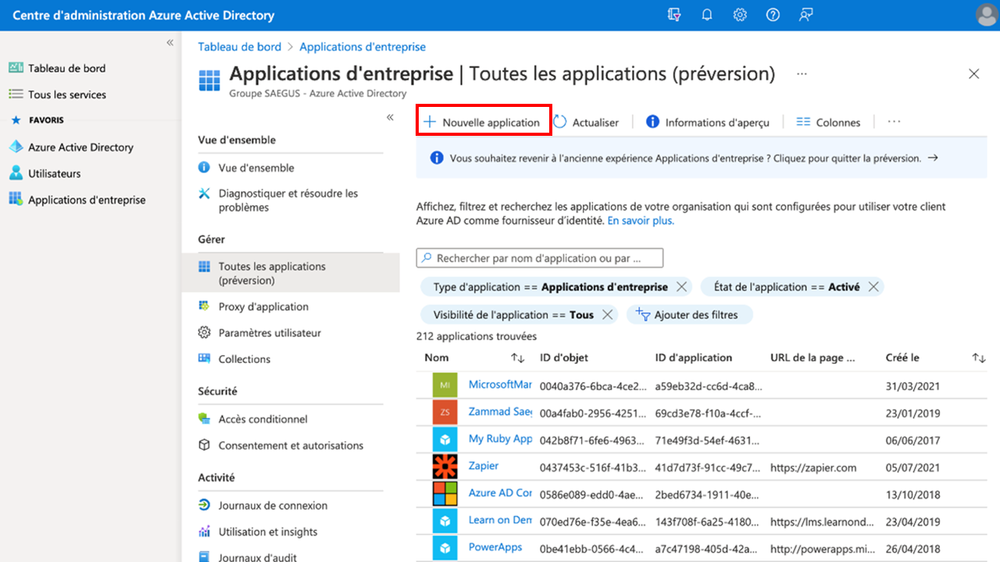 Centre d'administration Azure Active Directory
Tableau de bord
Tous les services
FAVORIS
Azure Active Directory
Utilisateurs
Applications d'entreprise
Tableau de bord > Applications d'entreprise
Applications d'entreprise | Toutes les applications (préversion) ...
Groupe SAEGUS - Azure Active Directory
Vue d'ensemble
Vue d'ensemble
Diagnostiquer et résoudre les
problèmes
Gérer
Toutes les applications
(préversion)
Proxy d'application
Paramètres utilisateur
Collections
Sécurité
Accès conditionnel
Consentement et autorisations
Activité
Journaux de connexion
Utilisation et insights
Journaux d'audit
Nouvelle application Actualiser Informations d'aperçu Colonnes ...
Vous souhaitez revenir à l'ancienne expérience Applications d'entreprise ? Cliquez pour quitter la préversion. →
Affichez, filtrez et recherchez les applications de votre organisation qui sont configurées pour utiliser votre client
Azure AD comme fournisseur d'identité. En savoir plus.
Rechercher par nom d'application ou par ...
Type d'application == Applications d'entreprise
État de l'application == Activé
Visibilité de l'application == Tous
Ajouter des filtres
212 applications trouvées
Nom ID d'objet ID d'application URL de la page ... Créé le
MI MicrosoftMar 0040a376-6bca-4ce2... a59eb32d-cc6d-4ca8... 31/03/2021
ZS Zammad Saeg 00a4fab0-2956-4251... 69cd3e78-f10a-4ccf-... 23/01/2019
My Ruby App 042b8f71-6fe6-4963... 71e49f3d-54ef-4631... 06/06/2017
Zapier 0437453c-516f-41b3... 41d7d73f-91cc-49c7... https://zapier.com 05/07/2021
Azure AD Cor 0586e089-edd0-4ae... 2bed6734-1911-40e... 13/10/2018
Learn on Dem 070ed76e-f35e-4ea6... 143f708f-6a25-4180... https://lms.learnond... 23/04/2019
PowerApps 0be41ebb-0566-4c4... a7c47198-405d-42a... http://powerapps.mi... 26/04/2018